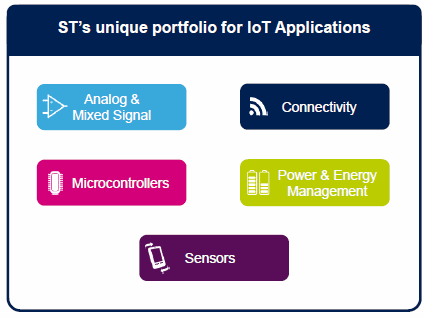 ST's unique portfolio for IoT Applications
Analog &
Mixed Signal
Connectivity
Microcontrollers
Power & Energy
Management
Sensors